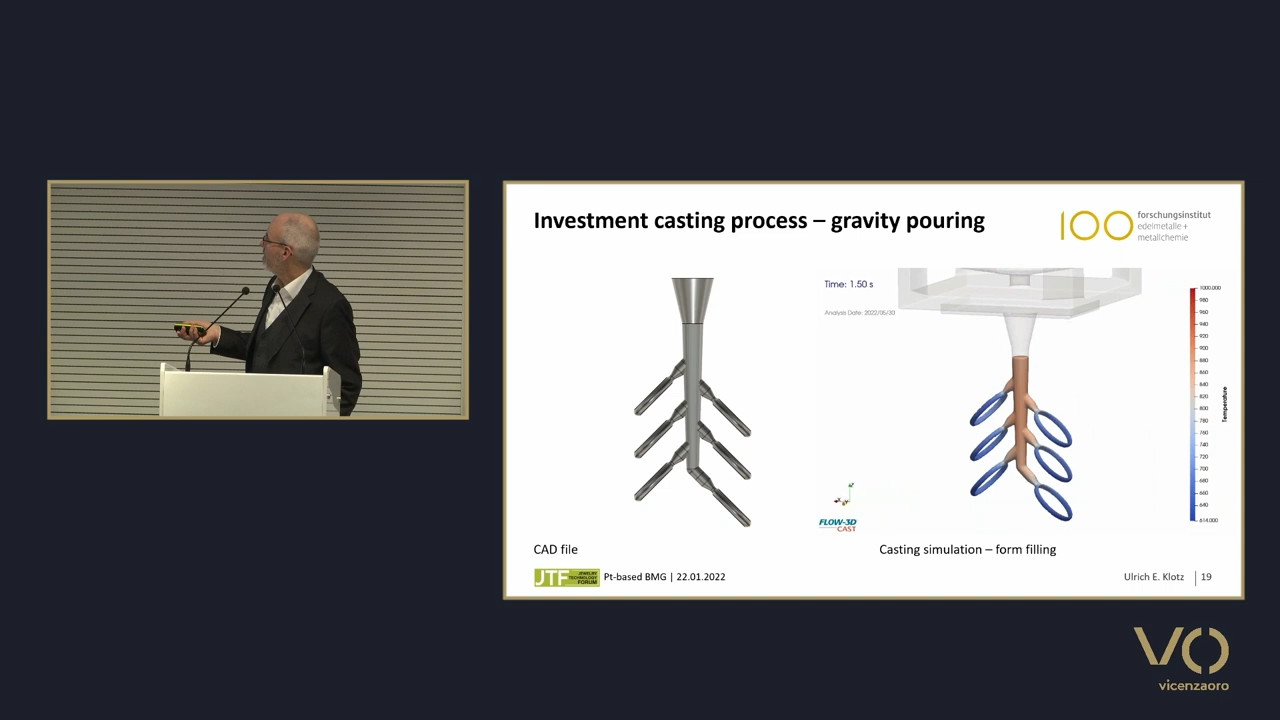 Investment casting process – gravity pouring
100
forschungsinstitut
edelmetalle +
metallchemie
Time: 1.50 s
Analysis Date: 2022/05/30
1000.000
980
960
940
920
900
880
860
840
820
800
780
760
740
720
700
680
660
640
614.000
Temperature
FLOW-3D
CAST
CAD file
Casting simulation – form filling
JTF JEWELRY
TECHNOLOGY
FORUM
Pt-based BMG | 22.01.2022
Ulrich E. Klotz | 19
VO
vicenzaoro